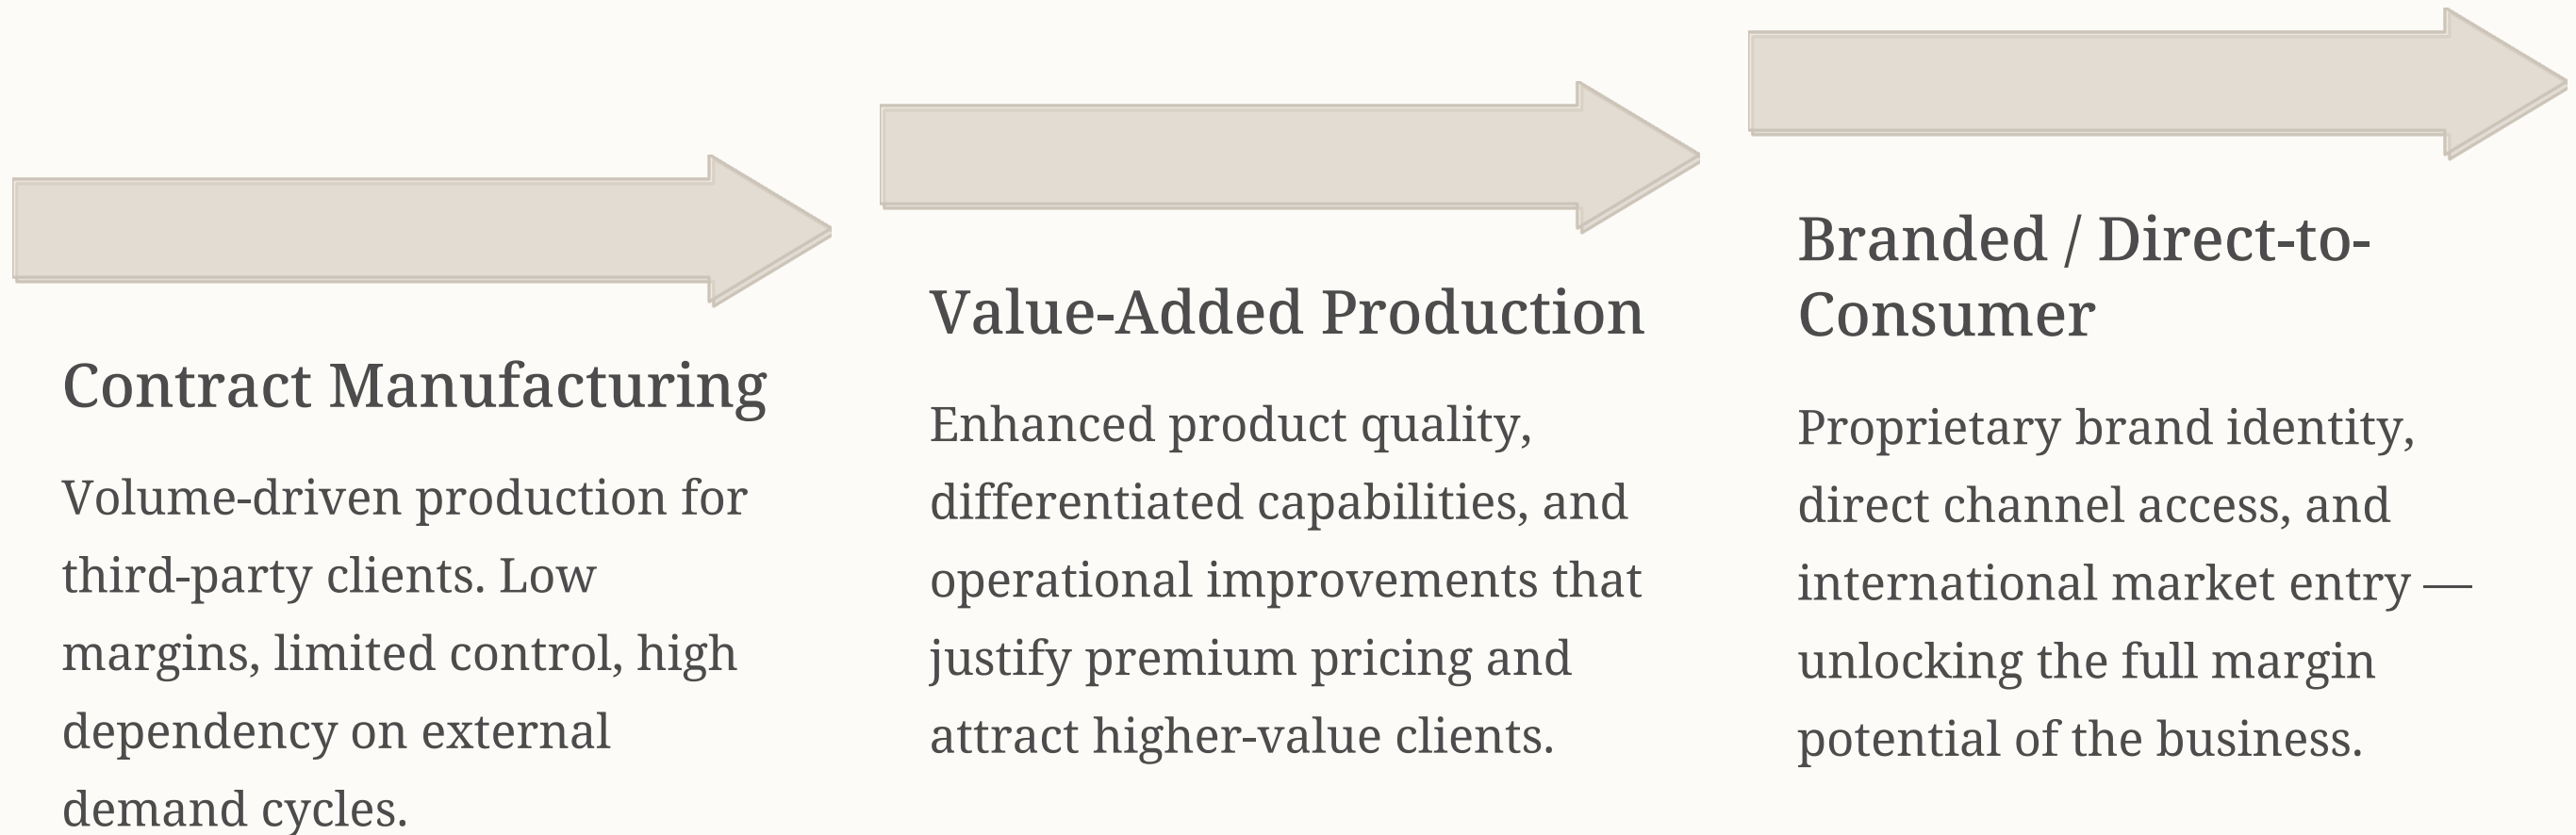 Contract Manufacturing
Volume-driven production for
third-party clients. Low
margins, limited control, high
dependency on external
demand cycles.
Value-Added Production
Enhanced product quality,
differentiated capabilities, and
operational improvements that
justify premium pricing and
attract higher-value clients.
Branded / Direct-to-
Consumer
Proprietary brand identity,
direct channel access, and
international market entry —
unlocking the full margin
potential of the business.